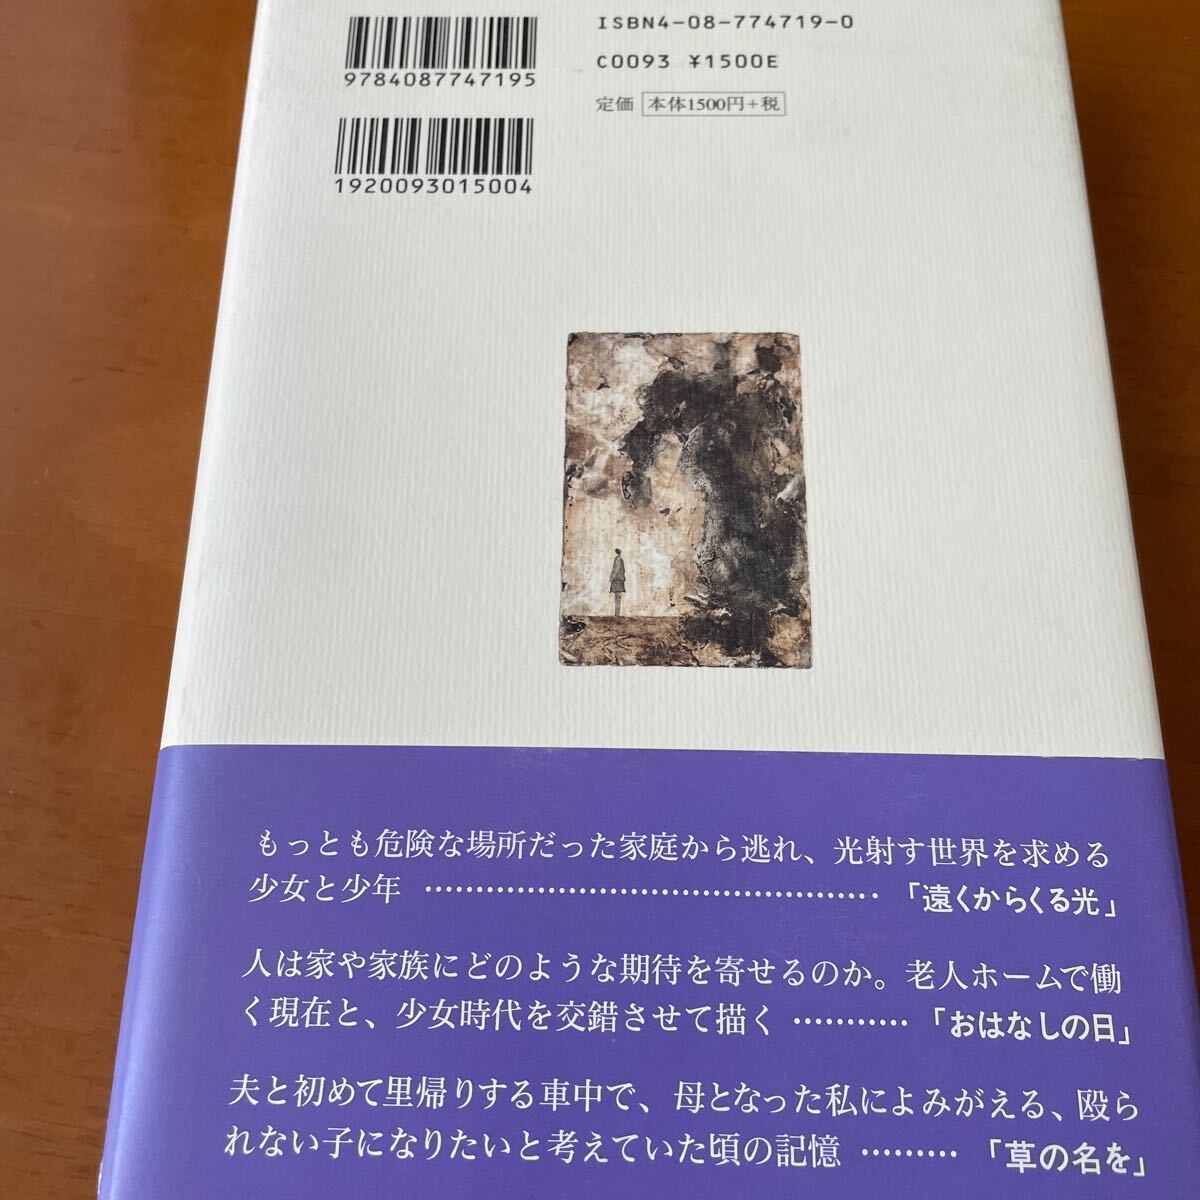 ISBN4-08-774719-0
9784087747195
C0093 ¥1500E
定価 本体1500円+税
1920093015004
もっとも危険な場所だった家庭から逃れ、光射す世界を求める
少女と少年 ………………………………………… 「遠くからくる光」
人は家や家族にどのような期待を寄せるのか。老人ホームで働
く現在と、少女時代を交錯させて描く ………… 「おはなしの日」
夫と初めて里帰りする車中で、母となった私によみがえる、殴ら
れない子になりたいと考えていた頃の記憶 ……… 「草の名を」